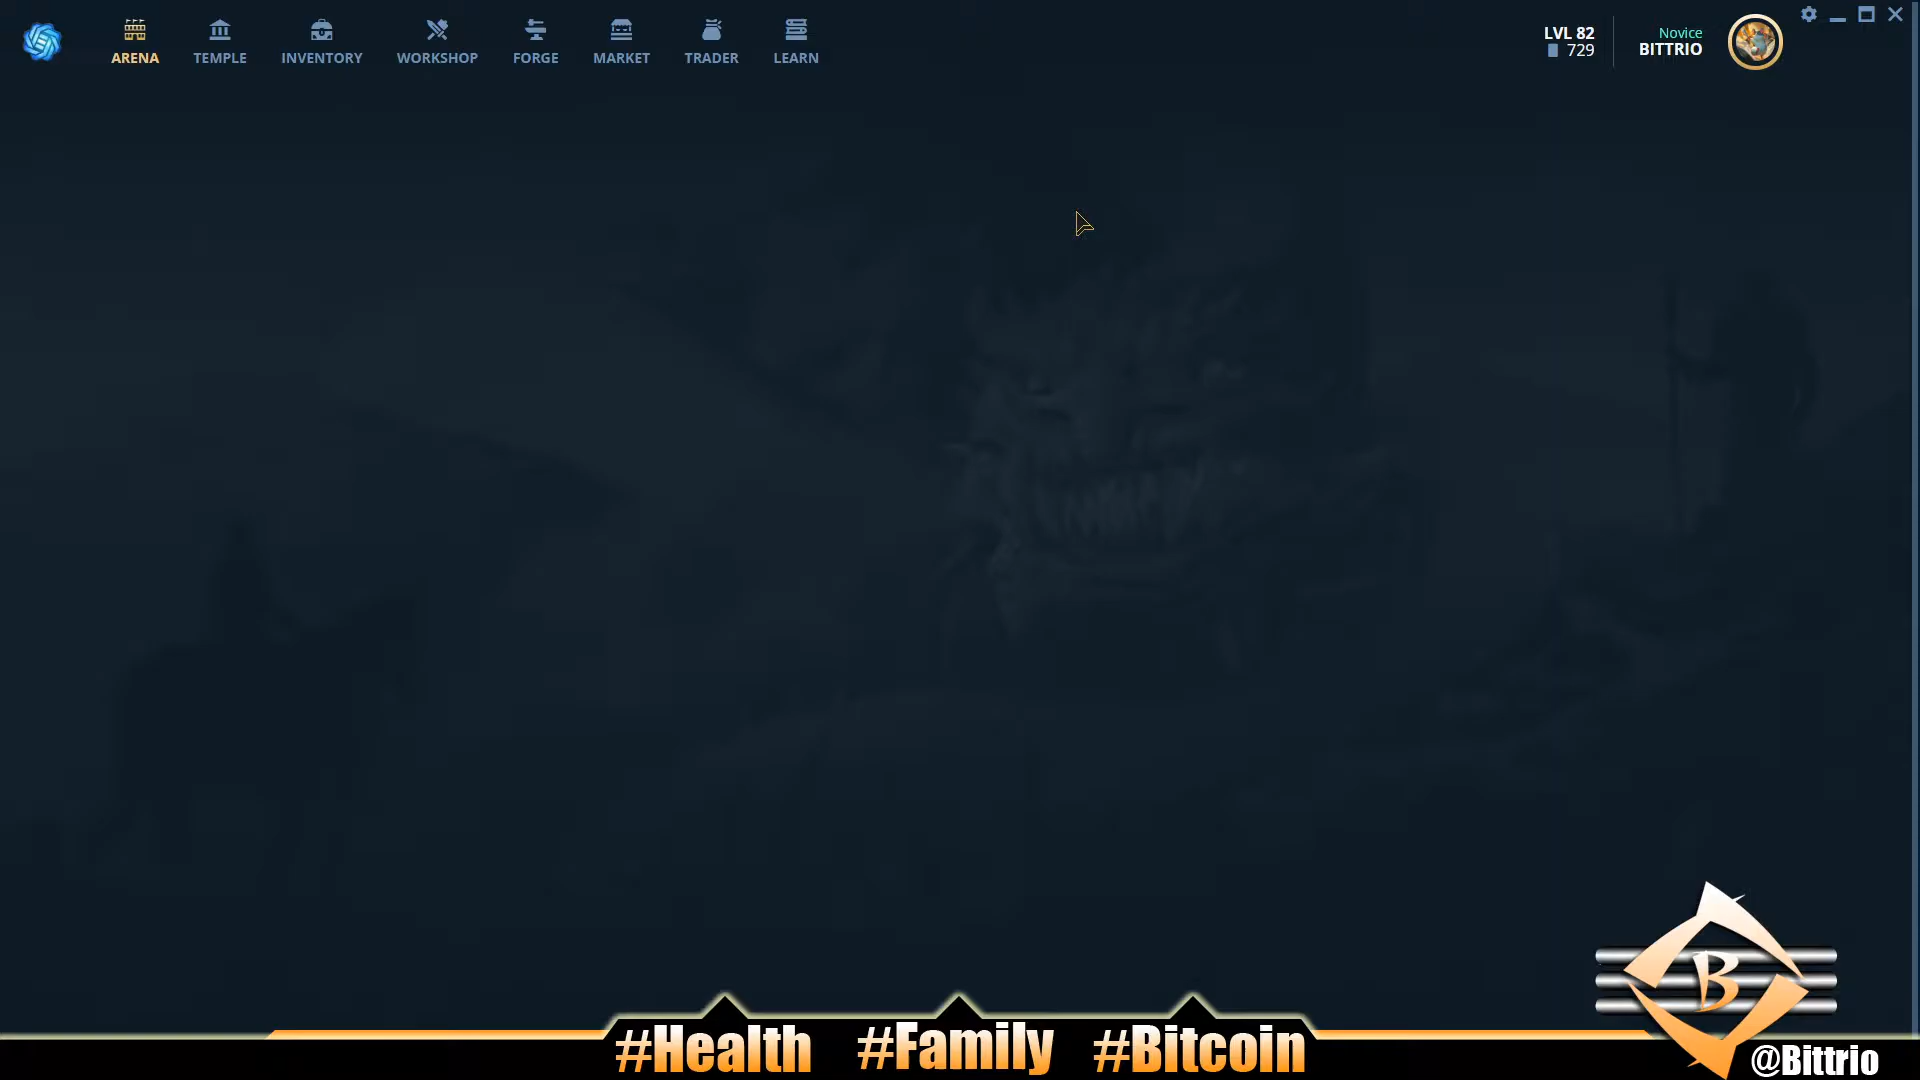 ARENA TEMPLE INVENTORY WORKSHOP FORGE MARKET TRADER LEARN
LVL 82
729
Novice
BITTRIO
B
#Health #Family #Bitcoin
@Bittrio